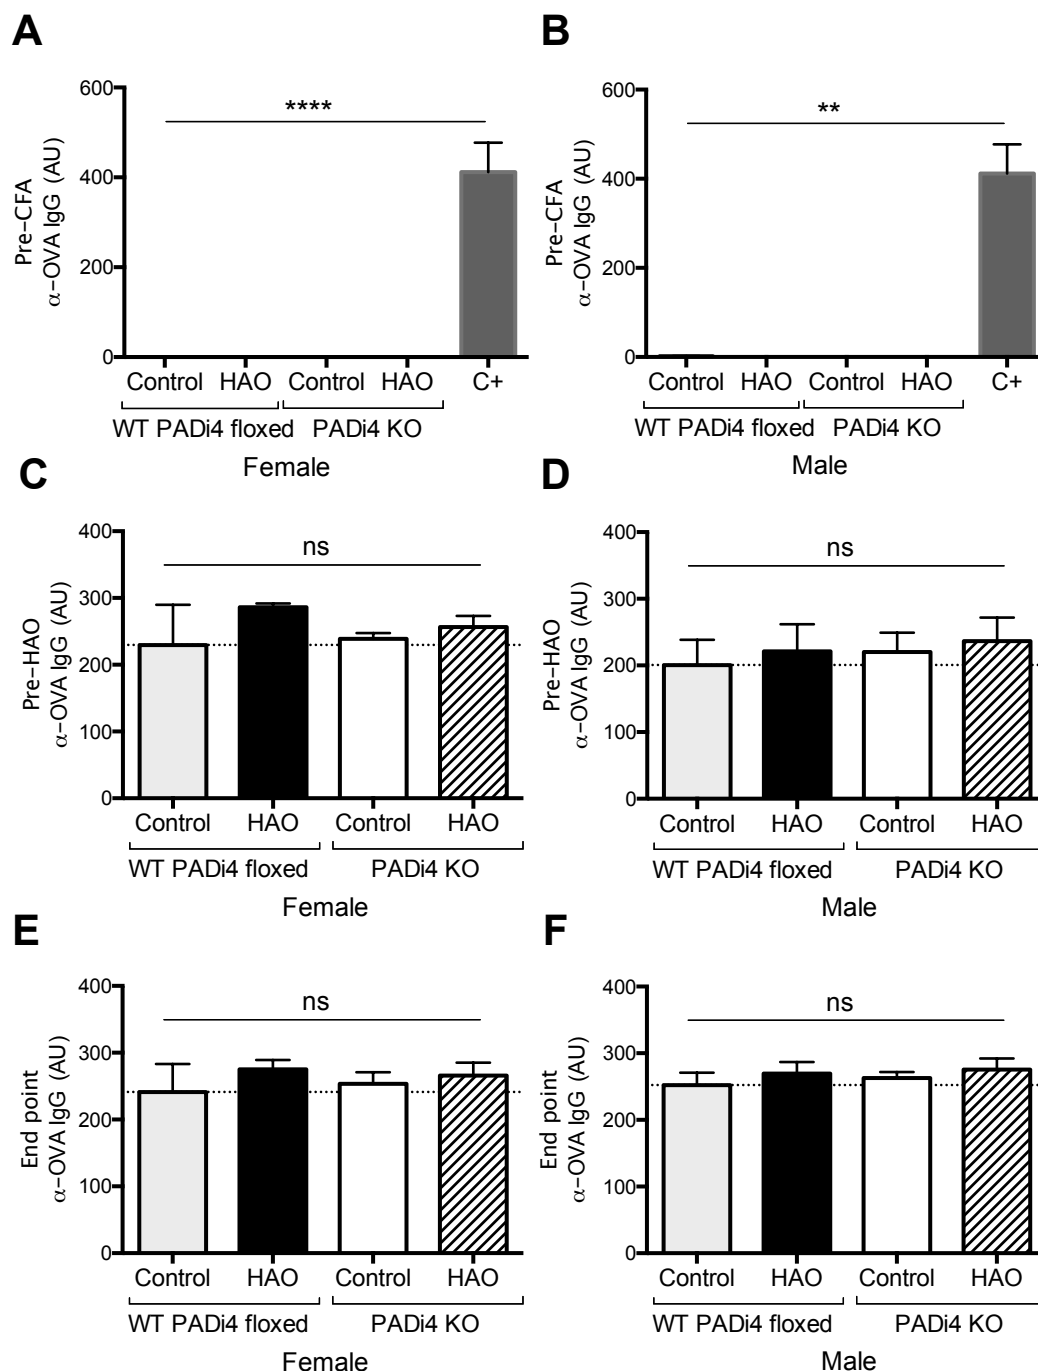 A
B
Pre–CFA
α–OVA IgG (AU)
600
400
200
0
****
Control HAO Control HAO C+
WT PADi4 floxed PADi4 KO
Female
Pre–CFA
α–OVA IgG (AU)
600
400
200
0
**
Control HAO Control HAO C+
WT PADi4 floxed PADi4 KO
Male
C
D
Pre–HAO
α–OVA IgG (AU)
400
300
200
100
0
ns
Control HAO Control HAO
WT PADi4 floxed PADi4 KO
Female
Pre–HAO
α–OVA IgG (AU)
400
300
200
100
0
ns
Control HAO Control HAO
WT PADi4 floxed PADi4 KO
Male
E
F
End point
α–OVA IgG (AU)
400
300
200
100
0
ns
Control HAO Control HAO
WT PADi4 floxed PADi4 KO
Female
End point
α–OVA IgG (AU)
400
300
200
100
0
ns
Control HAO Control HAO
WT PADi4 floxed PADi4 KO
Male